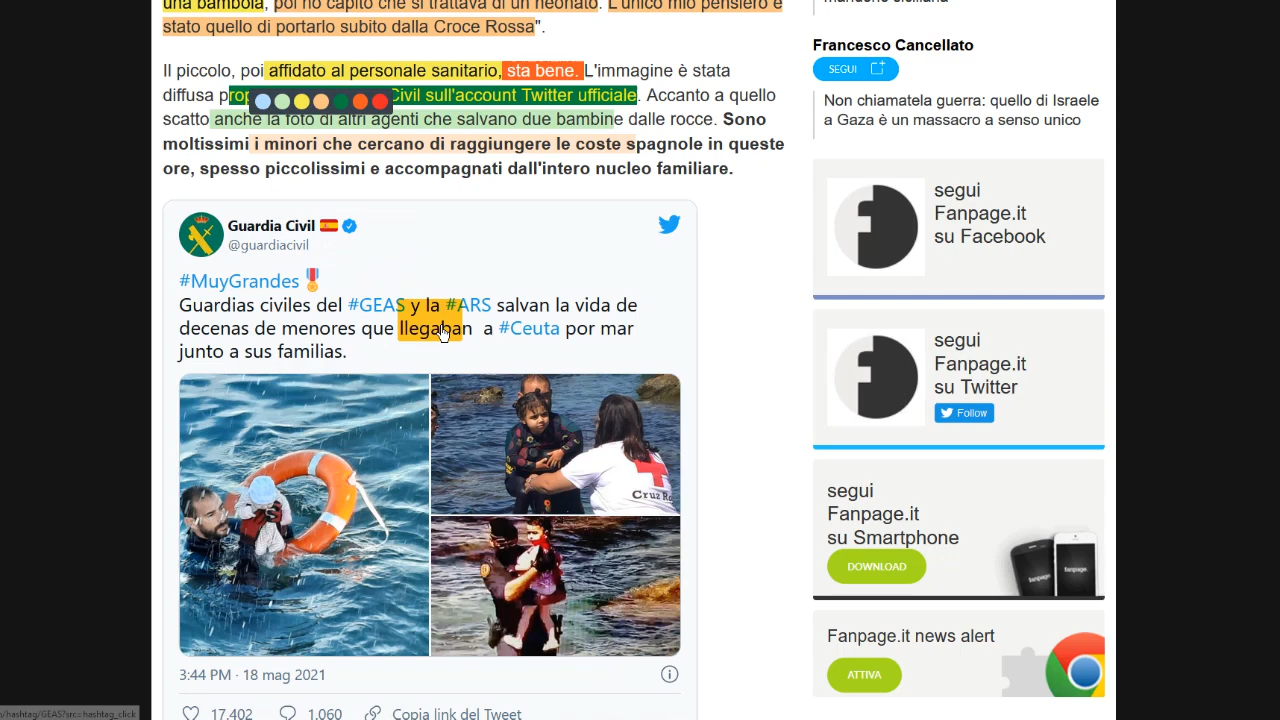 una bambola, poi ho capito che si trattava di un neonato. L'unico mio pensiero è
stato quello di portarlo subito dalla Croce Rossa".
Il piccolo, poi affidato al personale sanitario, sta bene. L'immagine è stata
diffusa Civil sull'account Twitter ufficiale. Accanto a quello
scatto anche la foto di altri agenti che salvano due bambine dalle rocce. Sono
moltissimi i minori che cercano di raggiungere le coste spagnole in queste
ore, spesso piccolissimi e accompagnati dall'intero nucleo familiare.
Guardia Civil
@guardiacivil
#MuyGrandes
Guardias civiles del #GEAS y la #ARS salvan la vida de
decenas de menores que llegaban a #Ceuta por mar
junto a sus familias.
3:44 PM · 18 mag 2021
17.402 1.060 Copia link del Tweet
Francesco Cancellato
SEGUI
Non chiamatela guerra: quello di Israele
a Gaza è un massacro a senso unico
segui
Fanpage.it
su Facebook
segui
Fanpage.it
su Twitter
Follow
segui
Fanpage.it
su Smartphone
DOWNLOAD
fanpage.
fanpage.
Fanpage.it news alert
ATTIVA
/hashtag/GEAS?src=hashtag_click